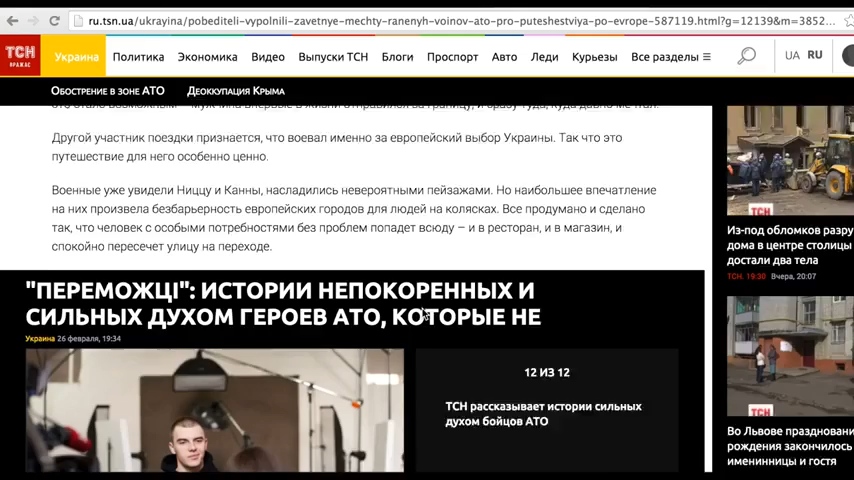 ru.tsn.ua/ukrayina/pobediteli-vypolnili-zavetnye-mechty-ranenyh-voinov-ato-pro-puteshestviya-po-evrope-587119.html?g=12139&m=3852...
ТСН
Украина Политика Экономика Видео Выпуски ТСН Блоги Проспорт Авто Леди Курьезы Все разделы UA RU
Обострение в зоне АТО Деоккупация Крыма
Другой участник поездки признается, что воевал именно за европейский выбор Украины. Так что это
путешествие для него особенно ценно.
Военные уже увидели Ниццу и Канны, насладились невероятными пейзажами. Но наибольшее впечатление
на них произвела безбарьерность европейских городов для людей на колясках. Все продумано и сделано
так, что человек с особыми потребностями без проблем попадет всюду – и в ресторан, и в магазин, и
спокойно пересечет улицу на переходе.
"ПЕРЕМОЖЦІ": ИСТОРИИ НЕПОКОРЕННЫХ И
СИЛЬНЫХ ДУХОМ ГЕРОЕВ АТО, КОТОРЫЕ НЕ
Украина 26 февраля, 19:34
12 ИЗ 12
ТСН рассказывает истории сильных
духом бойцов АТО
ТСН
Из-под обломков разру
дома в центре столицы
достали два тела
ТСН. 19:30 Вчера, 20:07
ТСН
Во Львове праздновани
рождения закончилось
именинницы и гостя